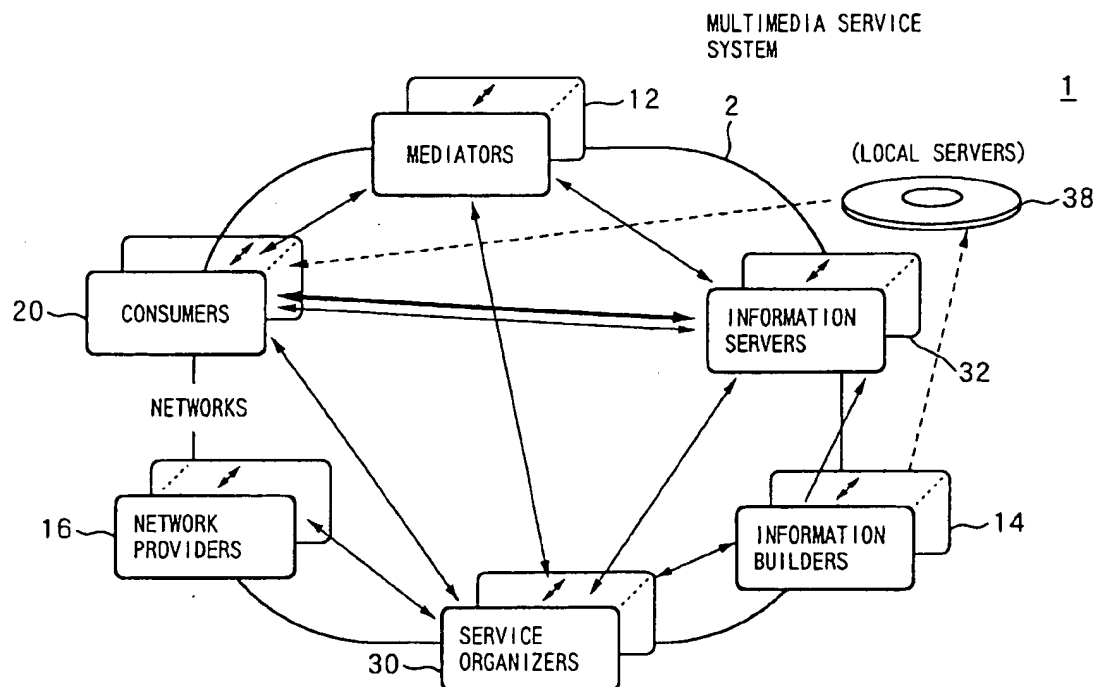 MULTIMEDIA SERVICE
SYSTEM
1
12
2
MEDIATORS
(LOCAL SERVERS)
38
20
CONSUMERS
INFORMATION
SERVERS
32
NETWORKS
16
NETWORK
PROVIDERS
INFORMATION
BUILDERS
14
SERVICE
ORGANIZERS
30